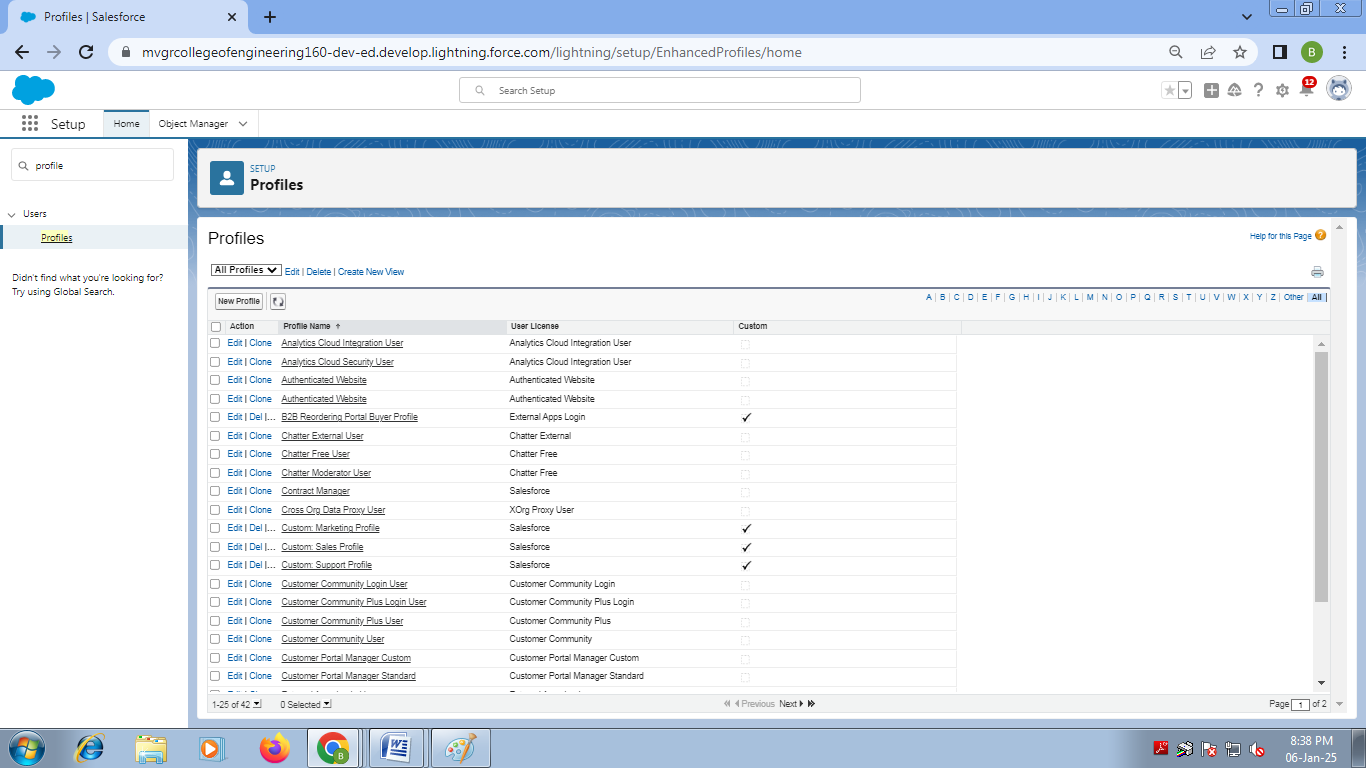 Profiles | Salesforce
mvgrcollegeofengineering160-dev-ed.develop.lightning.force.com/lightning/setup/EnhancedProfiles/home
B
Search Setup
12
Setup
Home
Object Manager
profile
Users
Profiles
Didn't find what you're looking for?
Try using Global Search.
SETUP
Profiles
Profiles
Help for this Page ?
All Profiles Edit | Delete | Create New View
New Profile
A | B | C | D | E | F | G | H | I | J | K | L | M | N | O | P | Q | R | S | T | U | V | W | X | Y | Z | Other | All |
Action Profile Name User License Custom
Edit | Clone Analytics Cloud Integration User Analytics Cloud Integration User
Edit | Clone Analytics Cloud Security User Analytics Cloud Integration User
Edit | Clone Authenticated Website Authenticated Website
Edit | Clone Authenticated Website Authenticated Website
Edit | Del |... B2B Reordering Portal Buyer Profile External Apps Login
Edit | Clone Chatter External User Chatter External
Edit | Clone Chatter Free User Chatter Free
Edit | Clone Chatter Moderator User Chatter Free
Edit | Clone Contract Manager Salesforce
Edit | Clone Cross Org Data Proxy User XOrg Proxy User
Edit | Del |... Custom: Marketing Profile Salesforce
Edit | Del |... Custom: Sales Profile Salesforce
Edit | Del |... Custom: Support Profile Salesforce
Edit | Clone Customer Community Login User Customer Community Login
Edit | Clone Customer Community Plus Login User Customer Community Plus Login
Edit | Clone Customer Community Plus User Customer Community Plus
Edit | Clone Customer Community User Customer Community
Edit | Clone Customer Portal Manager Custom Customer Portal Manager Custom
Edit | Clone Customer Portal Manager Standard Customer Portal Manager Standard
1-25 of 42 0 Selected Previous Next Page 1 of 2
8:38 PM
06-Jan-25